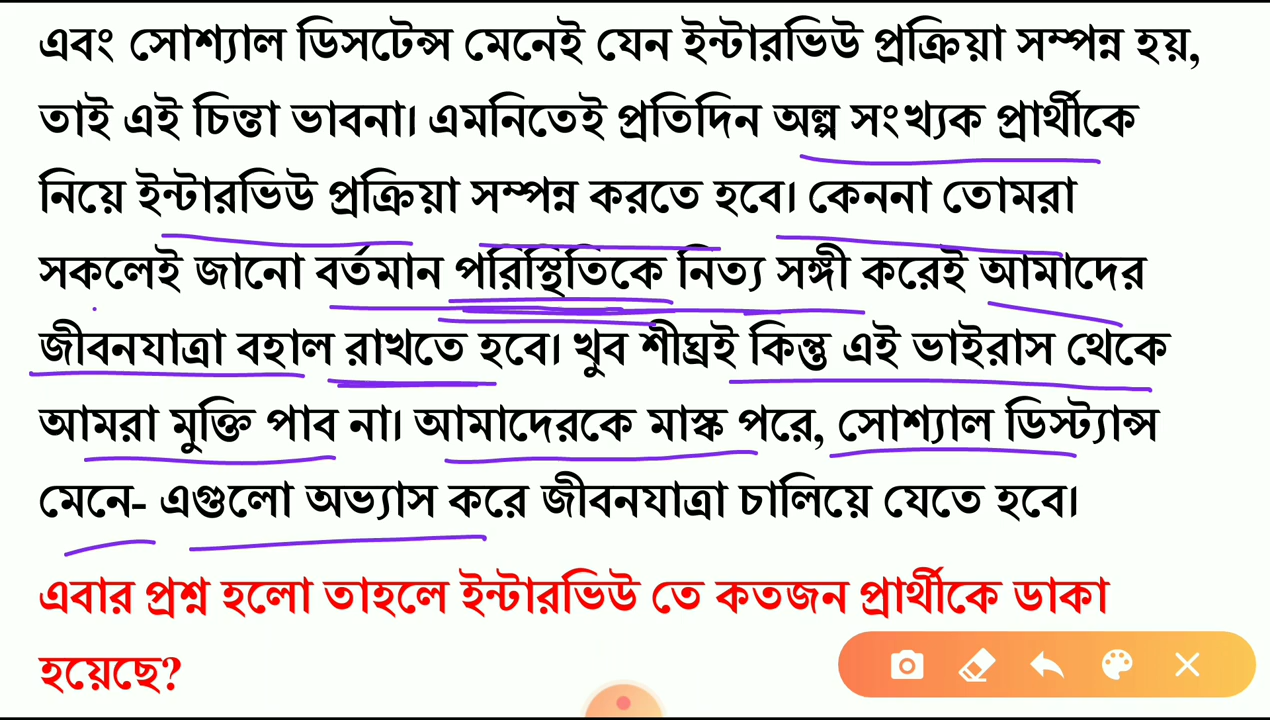 এবং সোশ্যাল ডিসটেন্স মেনেই যেন ইন্টারভিউ প্রক্রিয়া সম্পন্ন হয়,
তাই এই চিন্তা ভাবনা। এমনিতেই প্রতিদিন অল্প সংখ্যক প্রার্থীকে
নিয়ে ইন্টারভিউ প্রক্রিয়া সম্পন্ন করতে হবে। কেননা তোমরা
সকলেই জানো বর্তমান পরিস্থিতিকে নিত্য সঙ্গী করেই আমাদের
জীবনযাত্রা বহাল রাখতে হবে। খুব শীঘ্রই কিন্তু এই ভাইরাস থেকে
আমরা মুক্তি পাব না। আমাদেরকে মাস্ক পরে, সোশ্যাল ডিস্ট্যান্স
মেনে- এগুলো অভ্যাস করে জীবনযাত্রা চালিয়ে যেতে হবে।
এবার প্রশ্ন হলো তাহলে ইন্টারভিউ তে কতজন প্রার্থীকে ডাকা
হয়েছে?